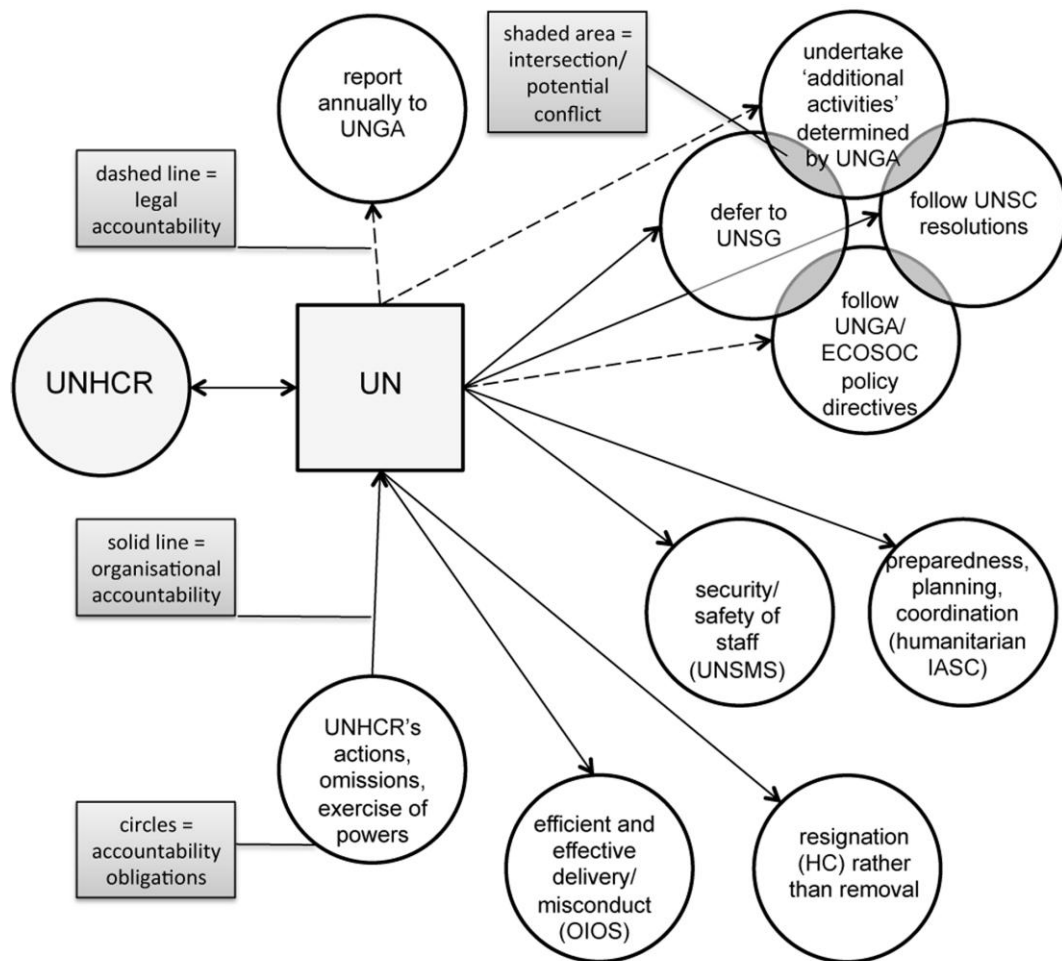 shaded area =
intersection/
potential
conflict
undertake
‘additional
activities’
determined
by UNGA
report
annually to
UNGA
dashed line =
legal
accountability
defer to
UNSG
follow UNSC
resolutions
follow
UNGA/
ECOSOC
policy
directives
UNHCR
UN
solid line =
organisational
accountability
security/
safety of
staff
(UNSMS)
preparedness,
planning,
coordination
(humanitarian
IASC)
UNHCR’s
actions,
omissions,
exercise of
powers
circles =
accountability
obligations
efficient and
effective
delivery/
misconduct
(OIOS)
resignation
(HC) rather
than removal